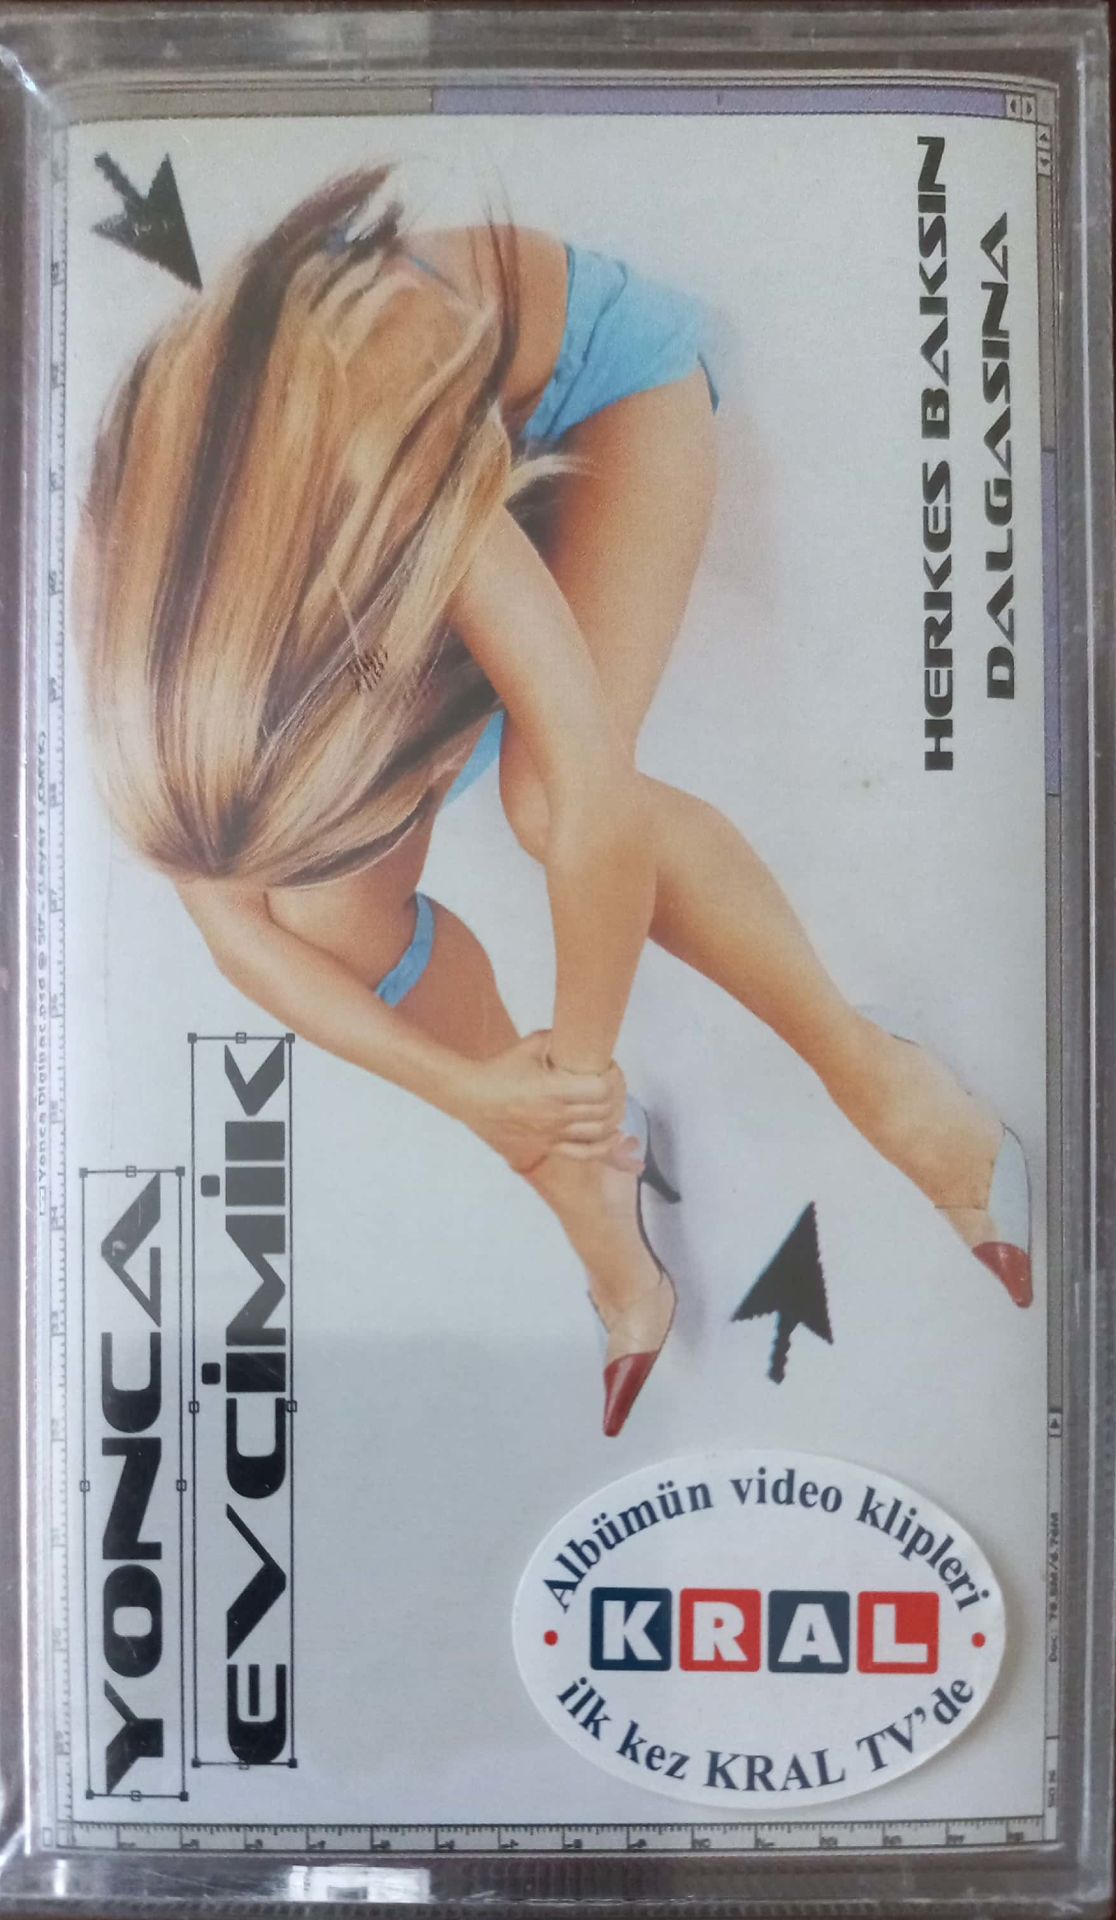 YONCA
EVCİMİK
HERKES BAKSIN
DALGASINA
Albümün video klipleri
KRAL
ilk kez KRAL TV'de